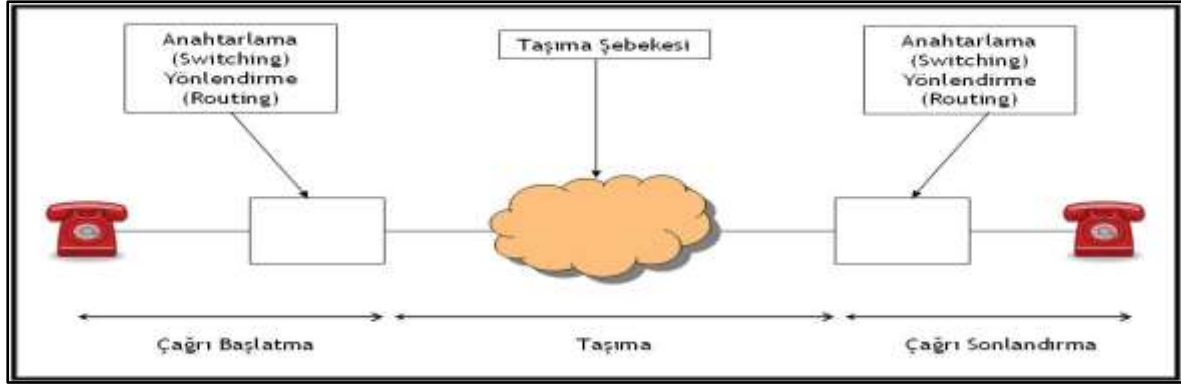 Anahtarlama
(Switching)
Yönlendirme
(Routing)
Taşıma Şebekesi
Anahtarlama
(Switching)
Yönlendirme
(Routing)
Çağrı Başlatma
Taşıma
Çağrı Sonlandırma